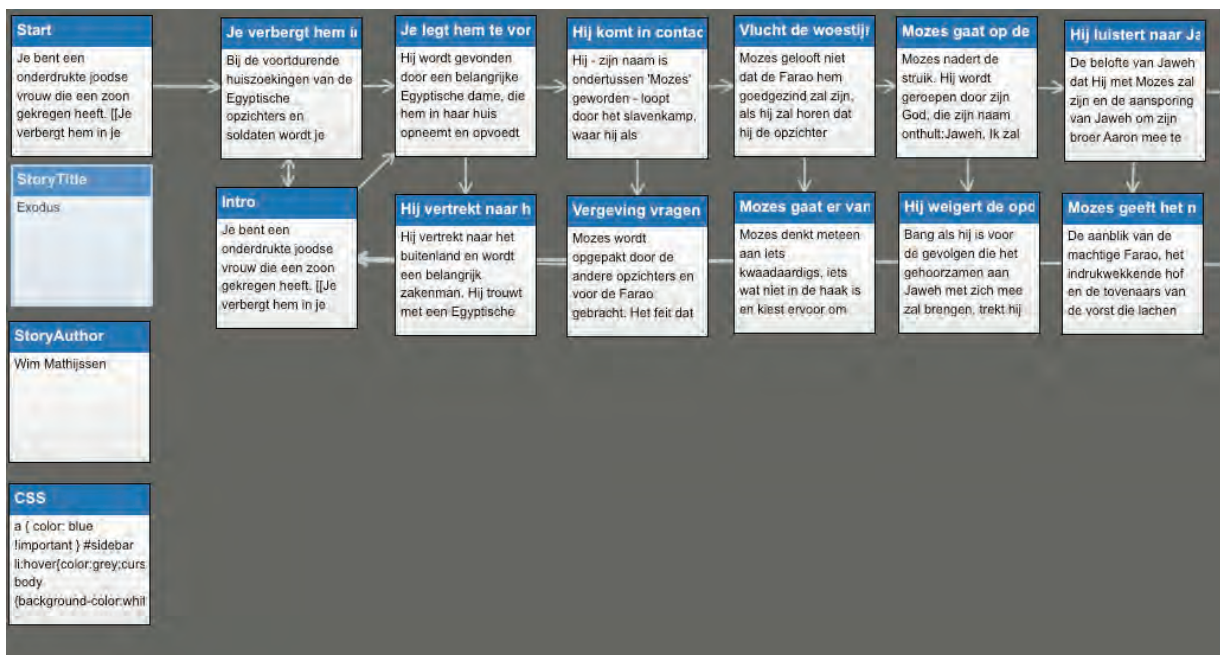 Start
Je bent een
onderdrukte joodse
vrouw die een zoon
gekregen heeft. [[Je
verbergt hem in je
Je verbergt hem in
Bij de voortdurende
huiszoekingen van de
Egyptische
opzichters en
soldaten wordt je
Je legt hem te vor
Hij wordt gevonden
door een belangrijke
Egyptische dame, die
hem in haar huis
opneemt en opvoedt
Hij komt in contac
Hij - zijn naam is
ondertussen 'Mozes'
geworden - loopt
door het slavenkamp,
waar hij als
Vlucht de woestijn
Mozes gelooft niet
dat de Farao hem
goedgezind zal zijn,
als hij zal horen dat
hij de opzichter
Mozes gaat op de
Mozes nadert de
struik. Hij wordt
geroepen door zijn
God, die zijn naam
onthult:Jaweh, Ik zal
Hij luistert naar Ja
De belofte van Jaweh
dat Hij met Mozes zal
zijn en de aansporing
van Jaweh om zijn
broer Aaron mee te
StoryTitle
Exodus
Intro
Je bent een
onderdrukte joodse
vrouw die een zoon
gekregen heeft. [[Je
verbergt hem in je
Hij vertrekt naar h
Hij vertrekt naar het
buitenland en wordt
een belangrijk
zakenman. Hij trouwt
met een Egyptische
Vergeving vragen
Mozes wordt
opgepakt door de
andere opzichters en
voor de Farao
gebracht. Het feit dat
Mozes gaat er van
Mozes denkt meteen
aan iets
kwaadaardigs, iets
wat niet in de haak is
en kiest ervoor om
Hij weigert de opd
Bang als hij is voor
de gevolgen die het
gehoorzamen aan
Jaweh met zich mee
zal brengen, trekt hij
Mozes geeft het n
De aanblik van de
machtige Farao, het
indrukwekkende hof
en de tovenaars van
de vorst die lachen
StoryAuthor
Wim Mathijssen
CSS
a { color: blue
!important } #sidebar
li:hover{color:grey;curs
body
{background-color:whit